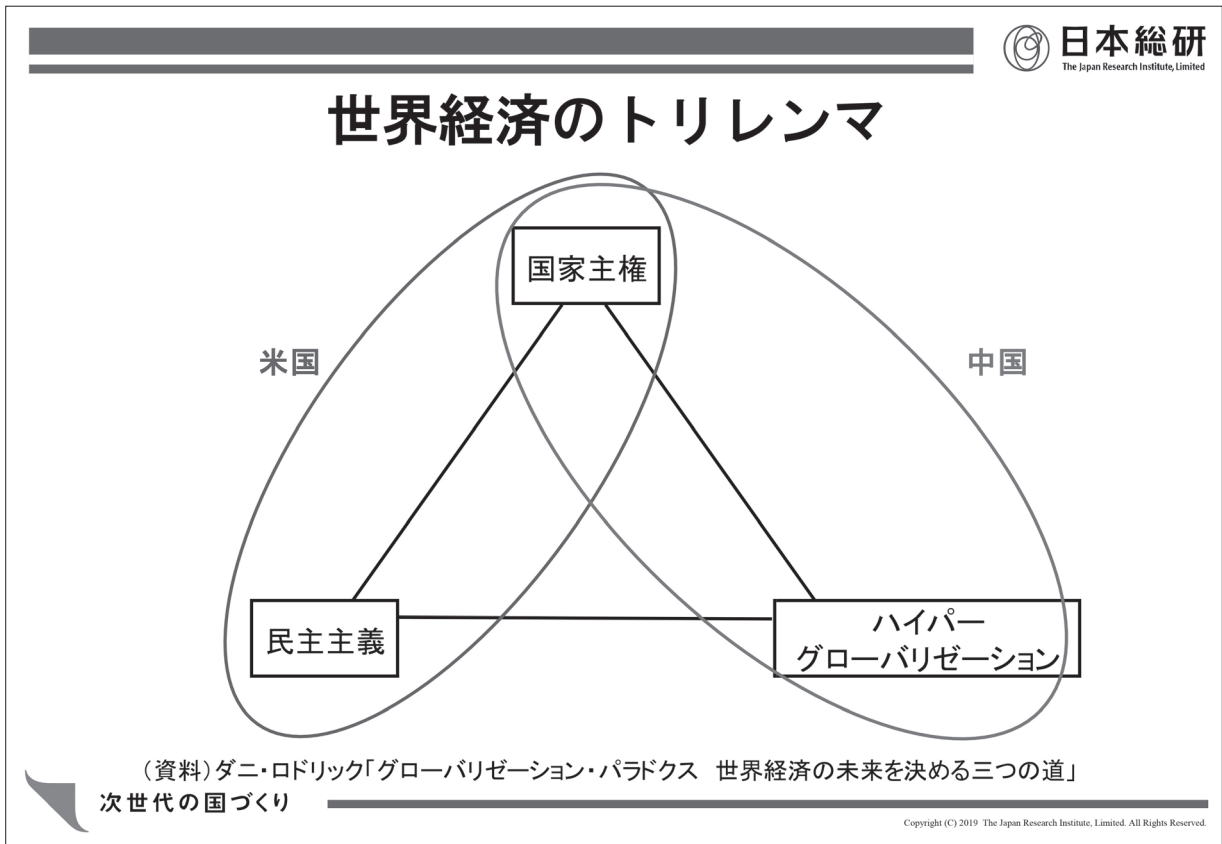 日本総研
The Japan Research Institute, Limited
世界経済のトリレンマ
国家主権
米国
中国
民主主義
ハイパー
グローバリゼーション
（資料）ダニ・ロドリック「グローバリゼーション・パラドクス　世界経済の未来を決める三つの道」
次世代の国づくり
Copyright (C) 2019 The Japan Research Institute, Limited. All Rights Reserved.